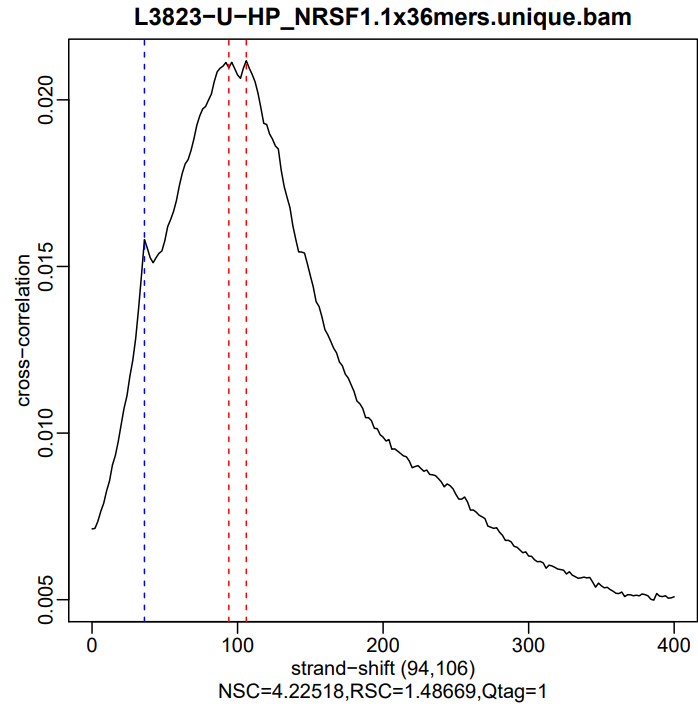 L3823−U−HP_NRSF1.1x36mers.unique.bam
0.020
0.015
0.010
0.005
cross−correlation
0 100 200 300 400
strand−shift (94,106)
NSC=4.22518,RSC=1.48669,Qtag=1